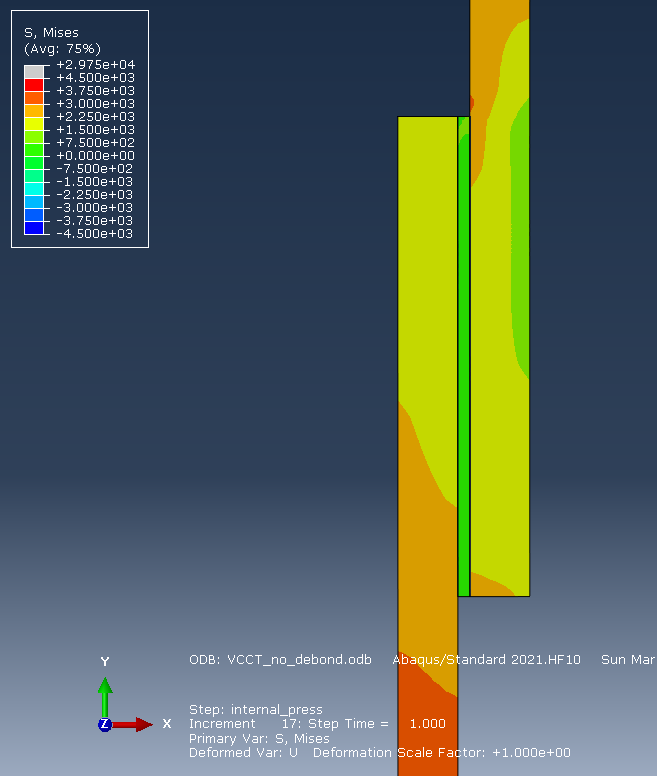 S, Mises
(Avg: 75%)
+2.975e+04
+4.500e+03
+3.750e+03
+3.000e+03
+2.250e+03
+1.500e+03
+7.500e+02
+0.000e+00
-7.500e+02
-1.500e+03
-2.250e+03
-3.000e+03
-3.750e+03
-4.500e+03
Y
Z X
ODB: VCCT_no_debond.odb Abaqus/Standard 2021.HF10 Sun Mar
Step: internal_press
Increment 17: Step Time = 1.000
Primary Var: S, Mises
Deformed Var: U Deformation Scale Factor: +1.000e+00